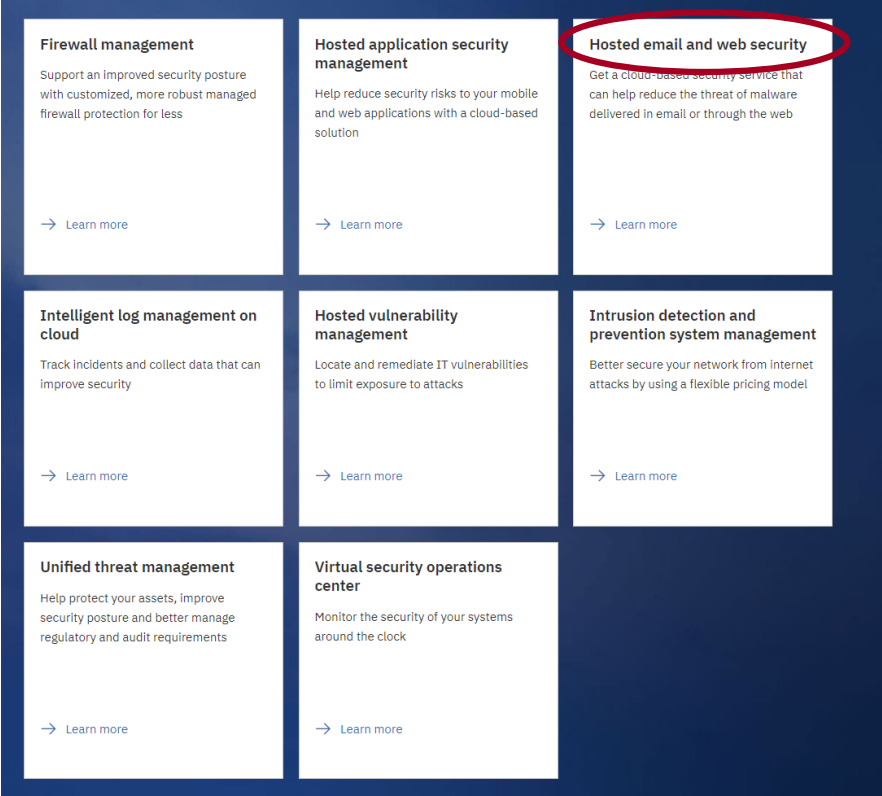 Firewall management
Support an improved security posture
with customized, more robust managed
firewall protection for less
Learn more
Hosted application security
management
Help reduce security risks to your mobile
and web applications with a cloud-based
solution
Learn more
Hosted email and web security
Get a cloud-based security service that
can help reduce the threat of malware
delivered in email or through the web
Learn more
Intelligent log management on
cloud
Track incidents and collect data that can
improve security
Learn more
Hosted vulnerability
management
Locate and remediate IT vulnerabilities
to limit exposure to attacks
Learn more
Intrusion detection and
prevention system management
Better secure your network from internet
attacks by using a flexible pricing model
Learn more
Unified threat management
Help protect your assets, improve
security posture and better manage
regulatory and audit requirements
Learn more
Virtual security operations
center
Monitor the security of your systems
around the clock
Learn more